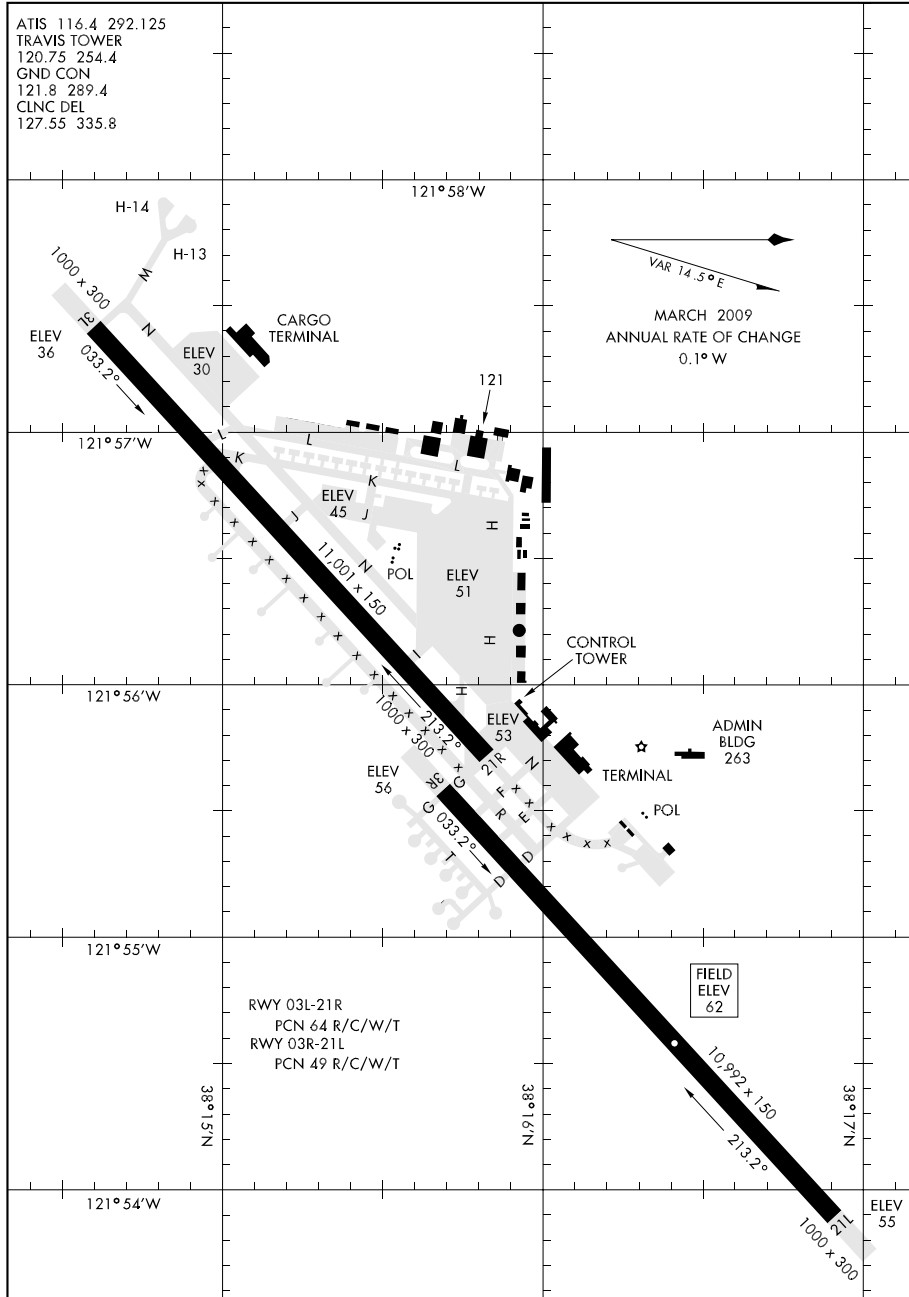 ATIS 116.4 292.125
TRAVIS TOWER
120.75 254.4
GND CON
121.8 289.4
CLNC DEL
127.55 335.8
121°58'W
H-14
H-13
M
N
1000 x 300
3L
ELEV
36
033.2°
ELEV
30
CARGO
TERMINAL
VAR 14.5° E
MARCH 2009
ANNUAL RATE OF CHANGE
0.1° W
121
121°57'W
L
L
L
K
K
ELEV
45
J
J
H
11,001 x 150
N
POL
ELEV
51
I
H
H
CONTROL
TOWER
121°56'W
213.2°
1000 x 300
21R
ELEV
53
N
TERMINAL
ADMIN
BLDG
263
POL
ELEV
56
3R
G
G
F
R
E
D
D
T
033.2°
121°55'W
FIELD
ELEV
62
RWY 03L-21R
PCN 64 R/C/W/T
RWY 03R-21L
PCN 49 R/C/W/T
10,992 x 150
213.2°
38°15'N
38°16'N
38°17'N
121°54'W
21L
1000 x 300
ELEV
55